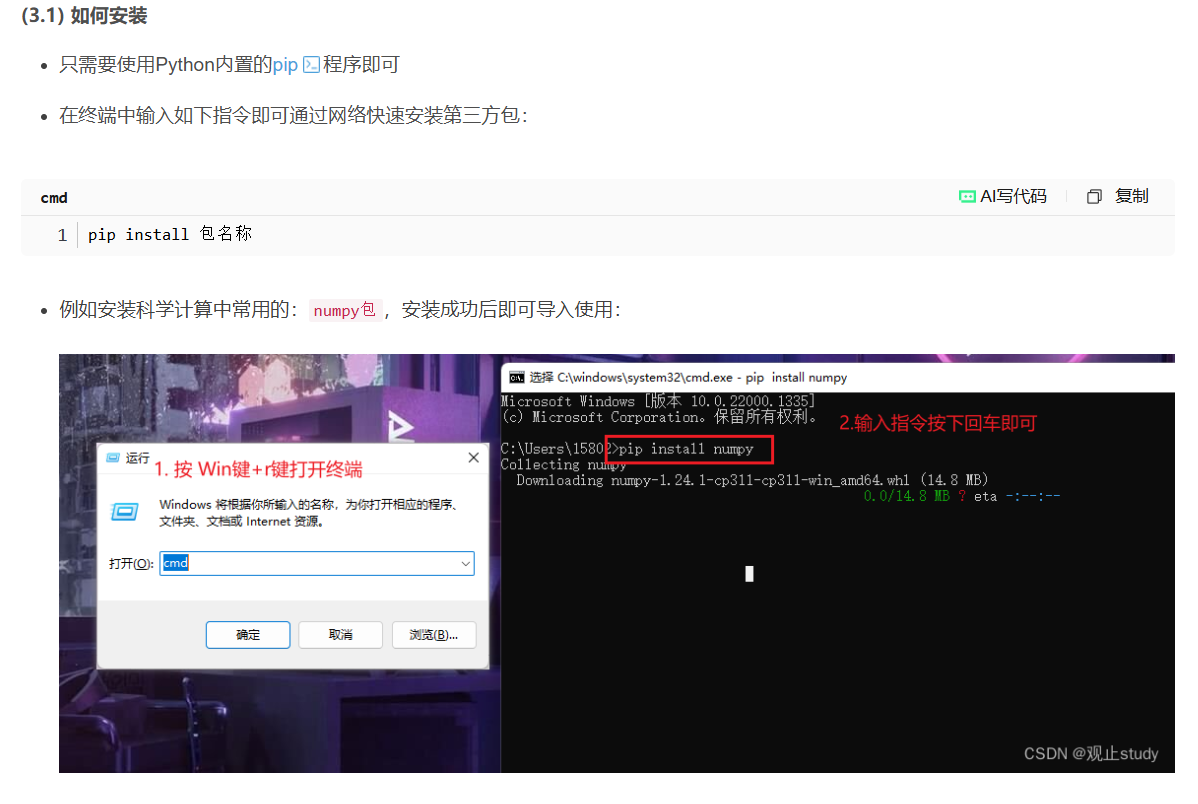 (3.1) 如何安装
只需要使用Python内置的pip程序即可
在终端中输入如下指令即可通过网络快速安装第三方包：
cmd
AI写代码
复制
1
pip install 包名称
例如安装科学计算中常用的：numpy包，安装成功后即可导入使用：
运行
1. 按 Win键+r键打开终端
Windows 将根据你所输入的名称，为你打开相应的程序、
文件夹、文档或 Internet 资源。
打开(O):
cmd
确定
取消
浏览(B)...
选择 C:\windows\system32\cmd.exe - pip  install numpy
Microsoft Windows [版本 10.0.22000.1335]
(c) Microsoft Corporation。保留所有权利。
2.输入指令按下回车即可
C:\Users\15802>pip install numpy
Collecting numpy
Downloading numpy-1.24.1-cp311-cp311-win_amd64.whl (14.8 MB)
0.0/14.8 MB ? eta -:--:--
CSDN @观止study